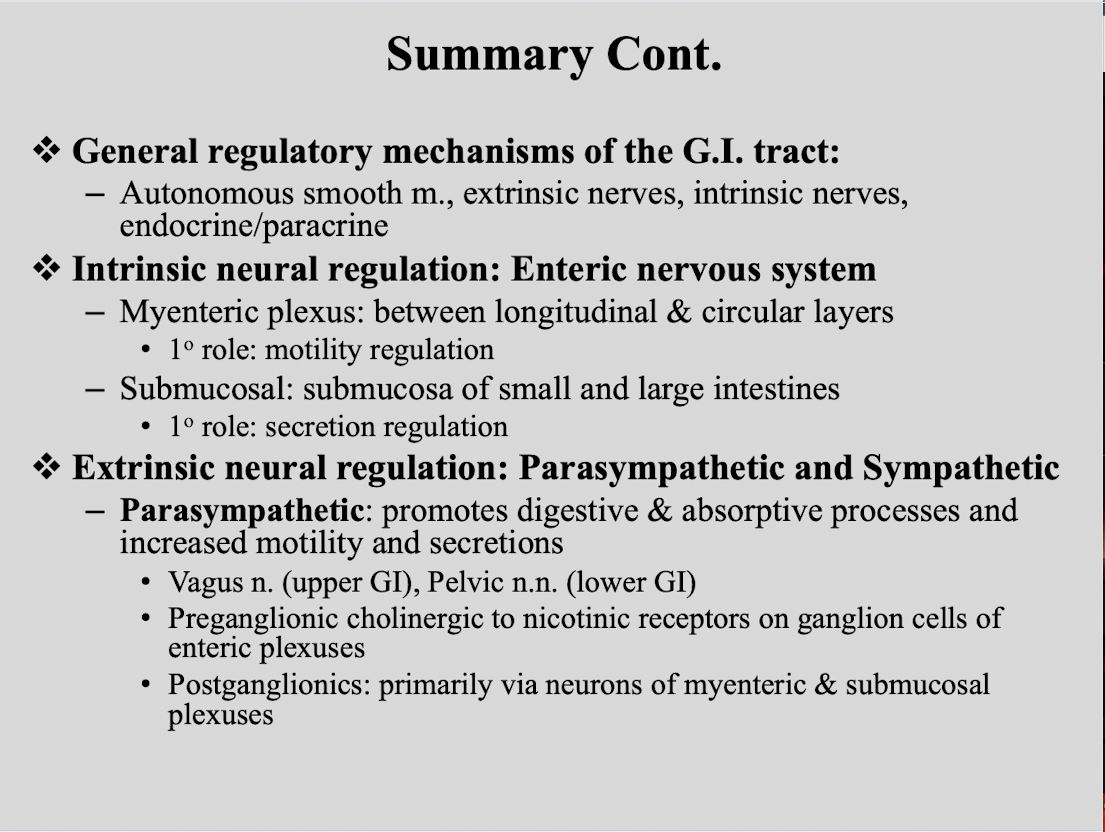 Summary Cont.
❖ General regulatory mechanisms of the G.I. tract:
– Autonomous smooth m., extrinsic nerves, intrinsic nerves,
endocrine/paracrine
❖ Intrinsic neural regulation: Enteric nervous system
– Myenteric plexus: between longitudinal & circular layers
• 1º role: motility regulation
– Submucosal: submucosa of small and large intestines
• 1º role: secretion regulation
❖ Extrinsic neural regulation: Parasympathetic and Sympathetic
– Parasympathetic: promotes digestive & absorptive processes and
increased motility and secretions
• Vagus n. (upper GI), Pelvic n.n. (lower GI)
• Preganglionic cholinergic to nicotinic receptors on ganglion cells of
enteric plexuses
• Postganglionics: primarily via neurons of myenteric & submucosal
plexuses